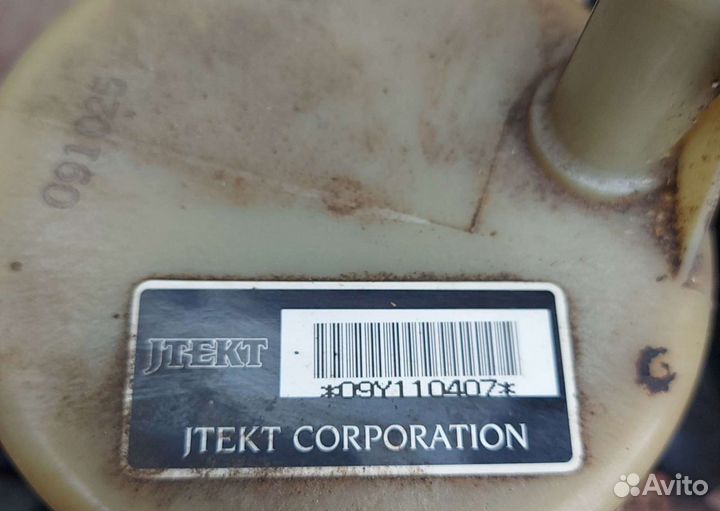 091025
JTEKT
*09Y110407*
JTEKT CORPORATION
Avito